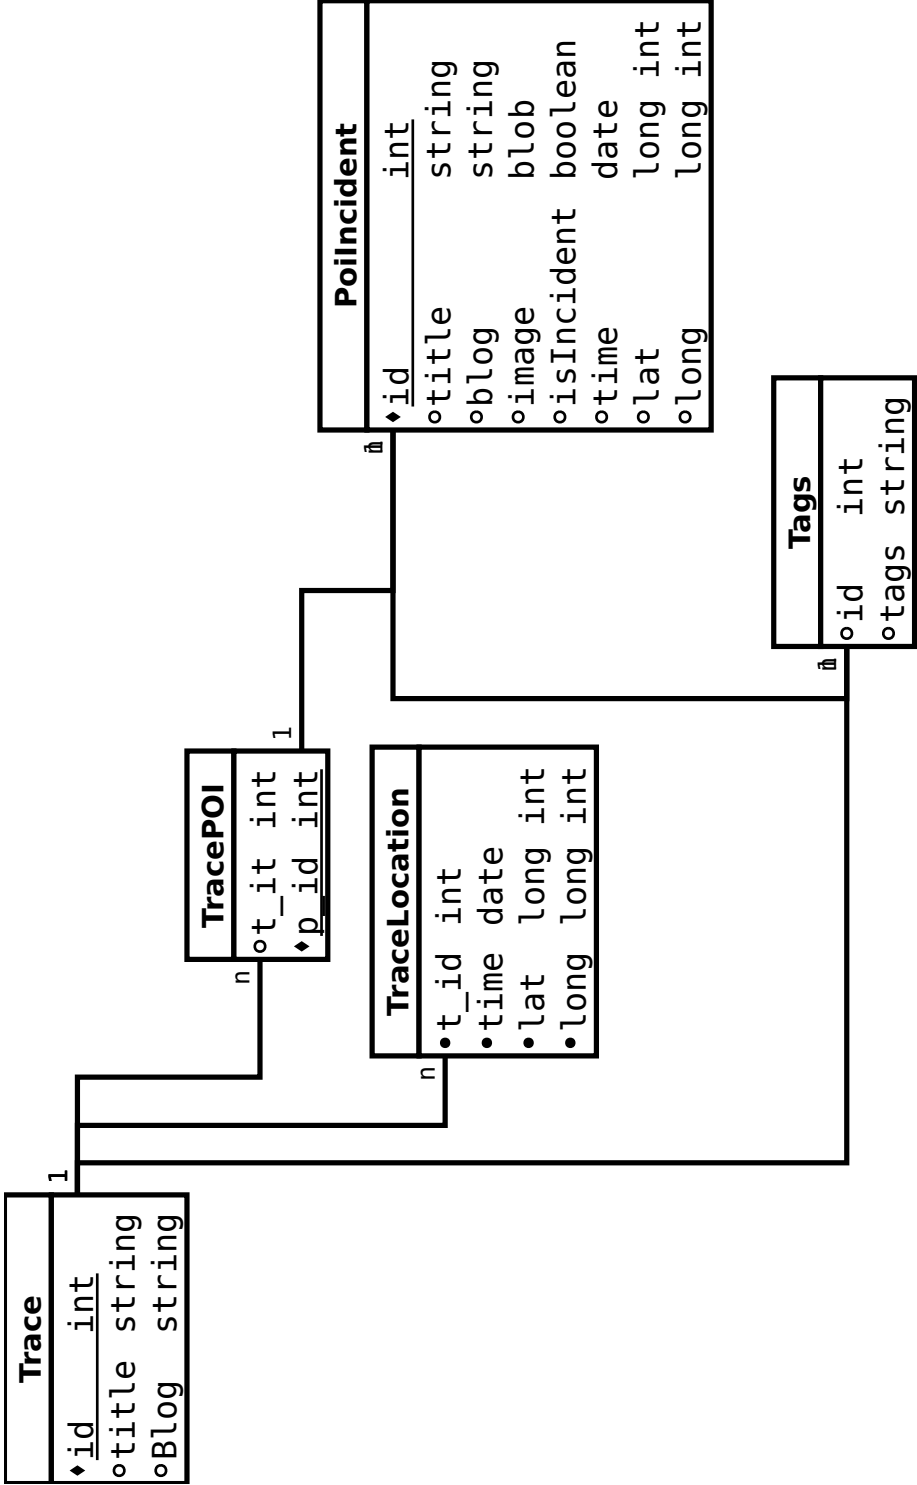 Trace
id int
title string
Blog string
1
TracePOI
t_it int
p_id int
n
1
TraceLocation
t_id int
time date
lat long int
long long int
n
PoiIncident
id int
title string
blog string
image blob
isIncident boolean
time date
lat long int
long long int
Tags
id int
tags string